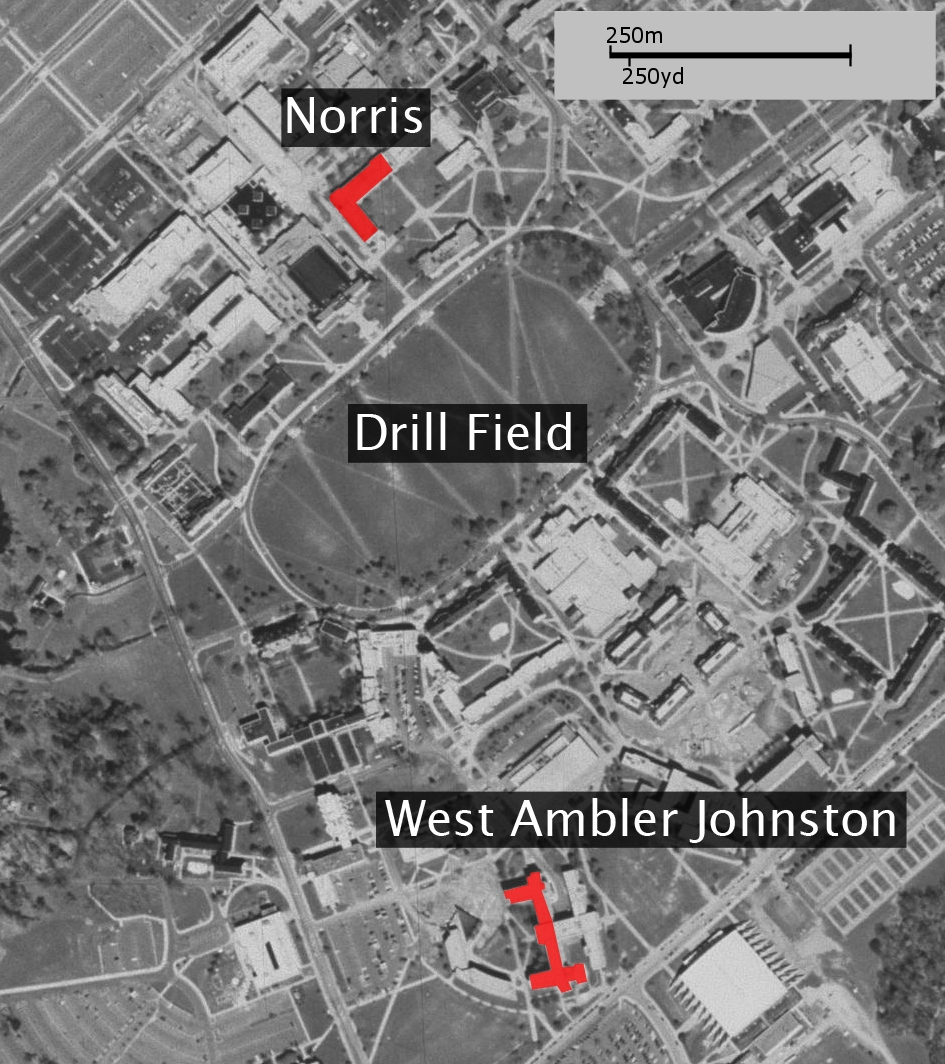 250m
250yd
Norris
Drill Field
West Ambler Johnston